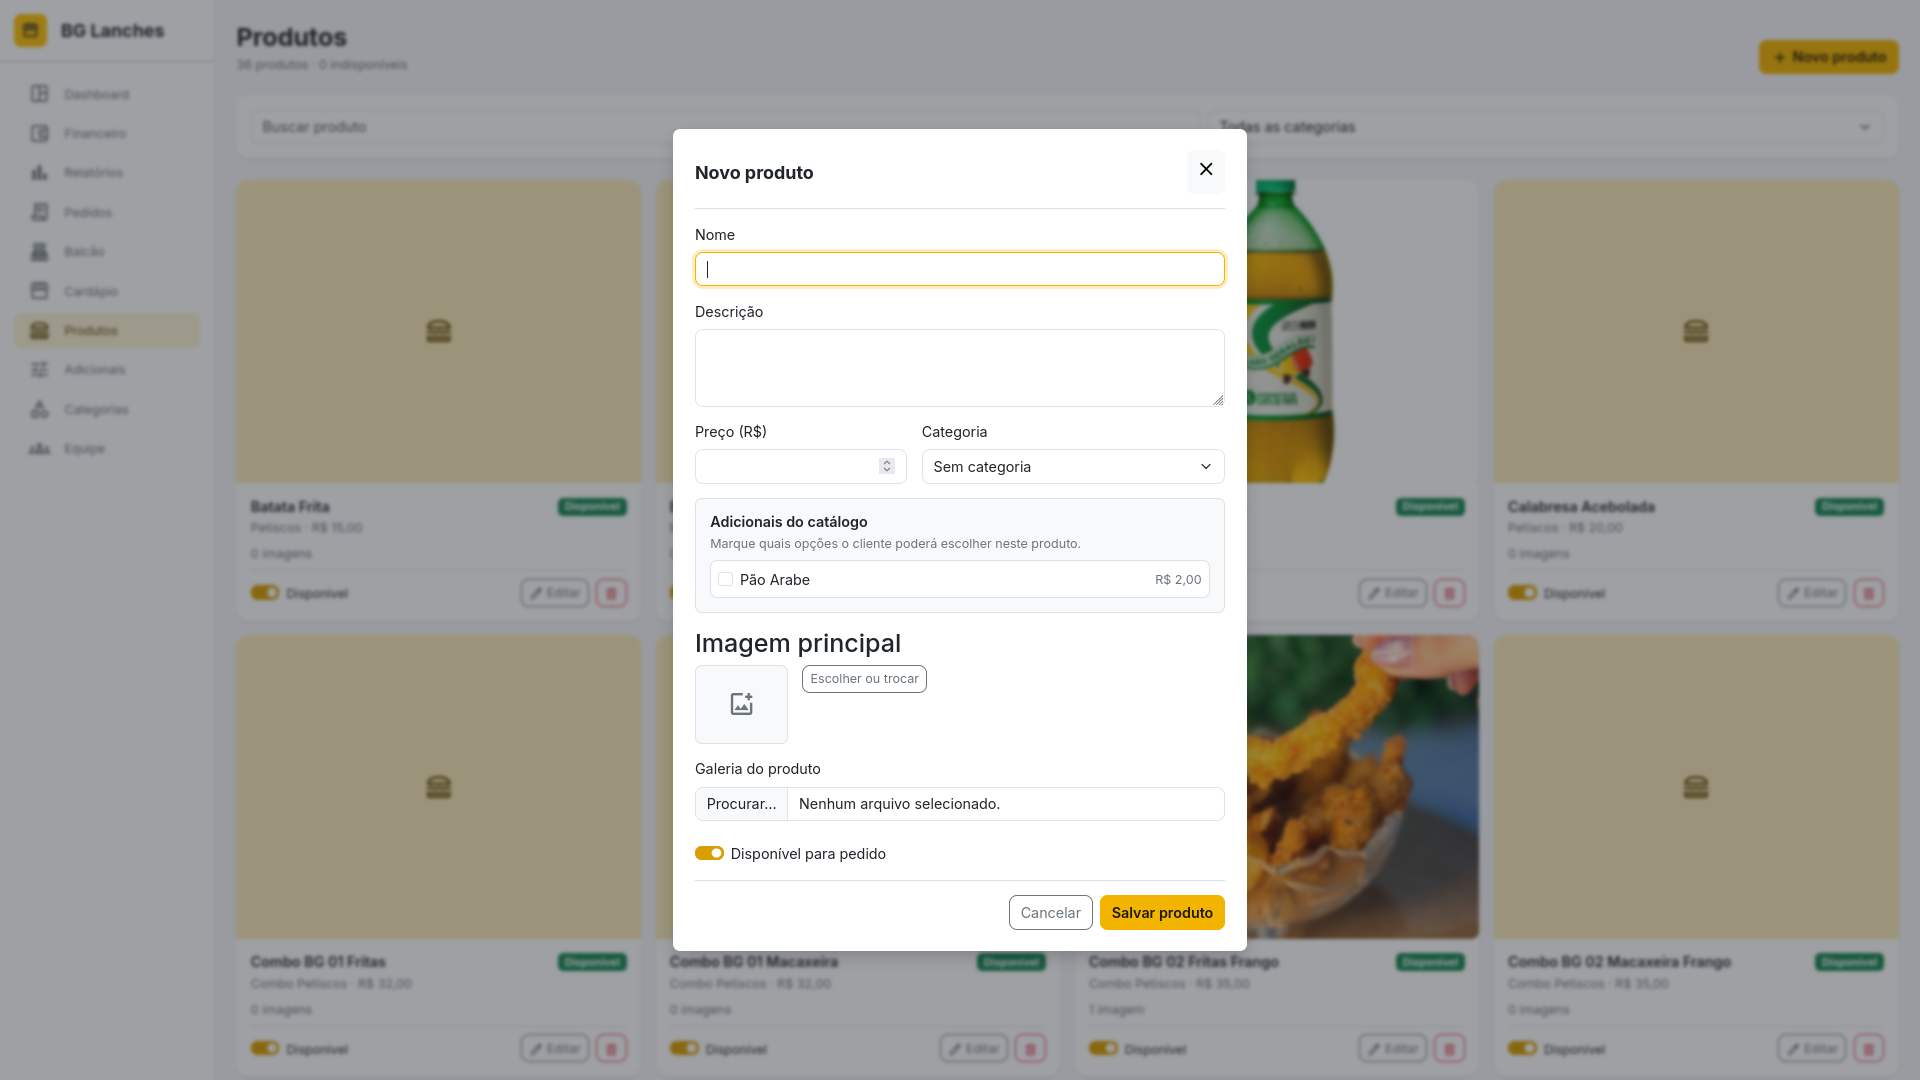 BG Lanches
Dashboard
Financeiro
Relatórios
Pedidos
Balcão
Cardápio
Produtos
Adicionais
Categorias
Equipe
Produtos
36 produtos · 0 indisponíveis
+ Novo produto
Buscar produto
Todas as categorias
Novo produto
Nome
Descrição
Preço (R$)
Categoria
Sem categoria
Adicionais do catálogo
Marque quais opções o cliente poderá escolher neste produto.
Pão Arabe
R$ 2,00
Imagem principal
Escolher ou trocar
Galeria do produto
Procurar...
Nenhum arquivo selecionado.
Disponível para pedido
Cancelar
Salvar produto
Batata Frita
Disponível
Petiscos · R$ 15,00
0 imagens
Disponível
Editar
Disponível
Editar
Calabresa Acebolada
Disponível
Petiscos · R$ 20,00
0 imagens
Disponível
Editar
Combo BG 01 Fritas
Disponível
Combo Petiscos · R$ 32,00
0 imagens
Disponível
Editar
Combo BG 01 Macaxeira
Disponível
Combo Petiscos · R$ 32,00
0 imagens
Disponível
Editar
Combo BG 02 Fritas Frango
Disponível
Combo Petiscos · R$ 35,00
1 imagem
Disponível
Editar
Combo BG 02 Macaxeira Frango
Disponível
Combo Petiscos · R$ 35,00
0 imagens
Disponível
Editar